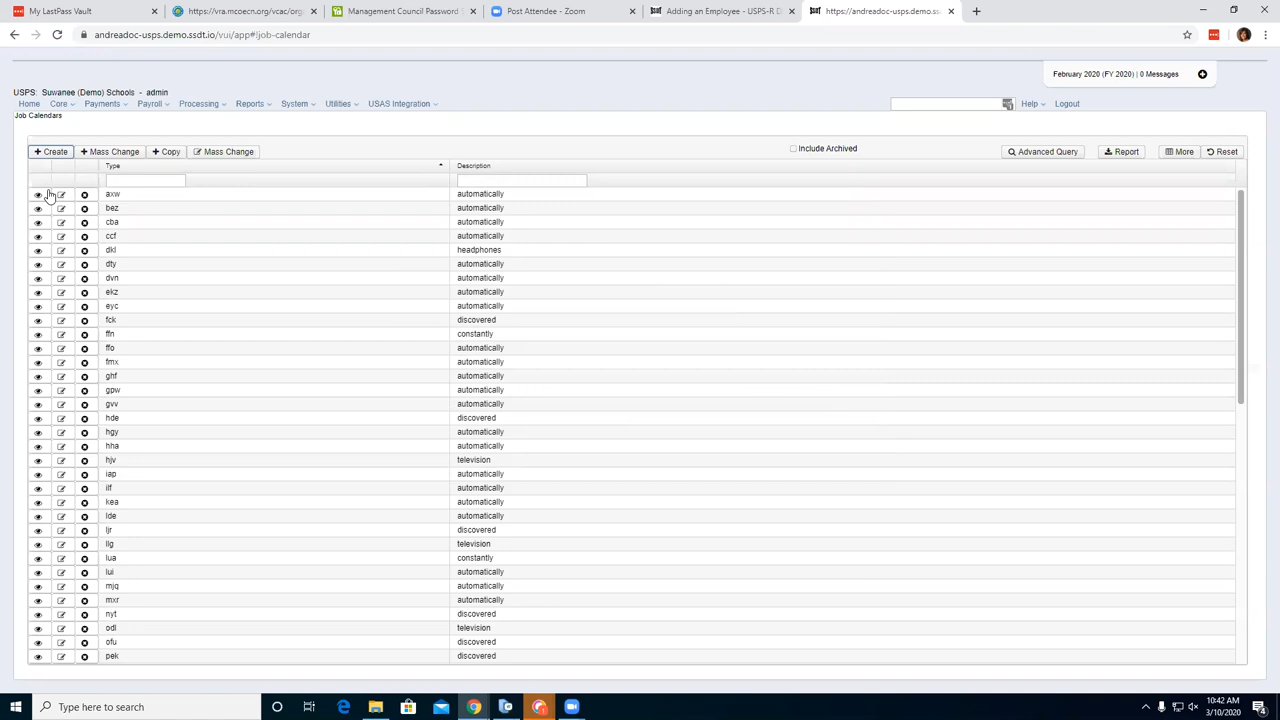 My LastPass Vault
https://vra.mcoecn.org/vce/c/orgi
Management Council Password S
Post Attendee - Zoom
Adding an Employee - USPS-R D
https://andreadoc-usps.demo.ssd
andreadoc-usps.demo.ssdt.io/vui/app#!job-calendar
February 2020 (FY 2020) | 0 Messages
USPS: Suwanee (Demo) Schools - admin
Home Core Payments Payroll Processing Reports System Utilities USAS Integration Help Logout
Job Calendars
Create Mass Change Copy Mass Change Include Archived Advanced Query Report More Reset
Type Description
axw automatically
bez automatically
cba automatically
ccf automatically
dkl headphones
dty automatically
dvn automatically
ekz automatically
eyc automatically
fck discovered
ffn constantly
ffo automatically
fmx automatically
ghf automatically
gpw automatically
gvv automatically
hde discovered
hgy automatically
hha automatically
hjv television
iap automatically
ilf automatically
kea automatically
lde automatically
ljr discovered
llg television
lua constantly
lui automatically
mjq automatically
mxr automatically
nyt discovered
odl television
ofu discovered
pek discovered
Type here to search
10:42 AM
3/10/2020
4